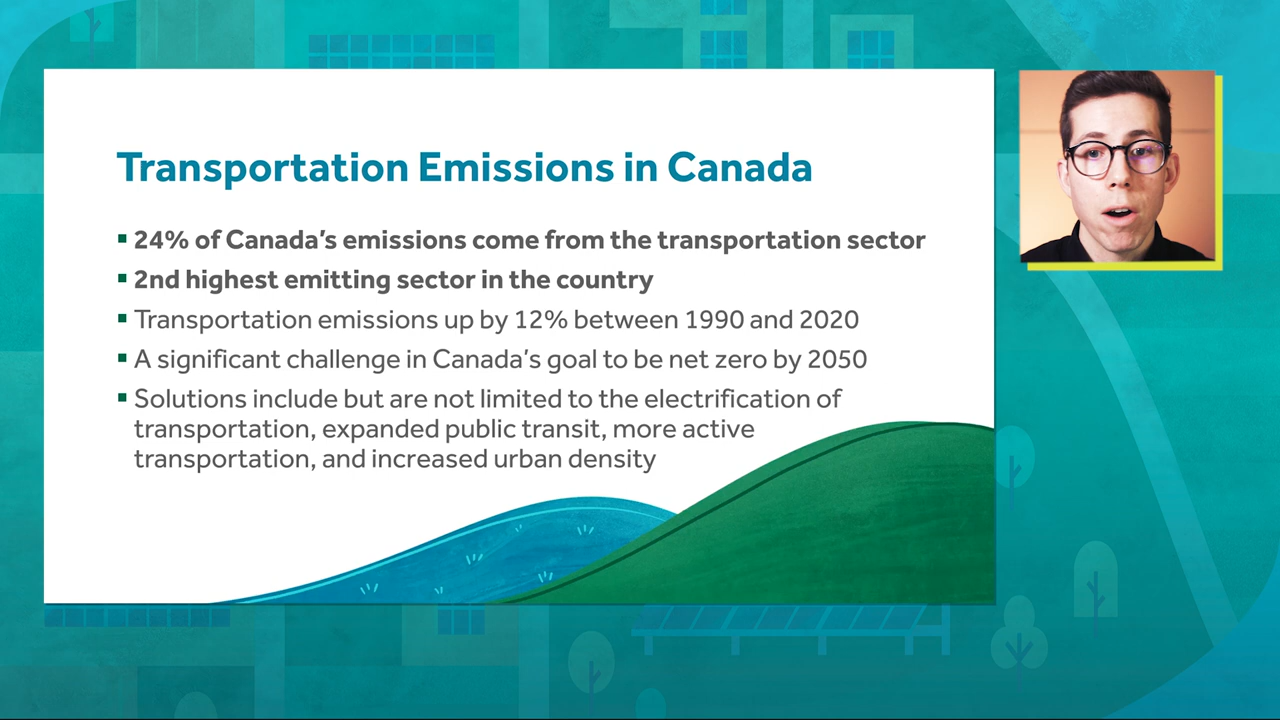 Transportation Emissions in Canada
24% of Canada's emissions come from the transportation sector
2nd highest emitting sector in the country
Transportation emissions up by 12% between 1990 and 2020
A significant challenge in Canada's goal to be net zero by 2050
Solutions include but are not limited to the electrification of
transportation, expanded public transit, more active
transportation, and increased urban density